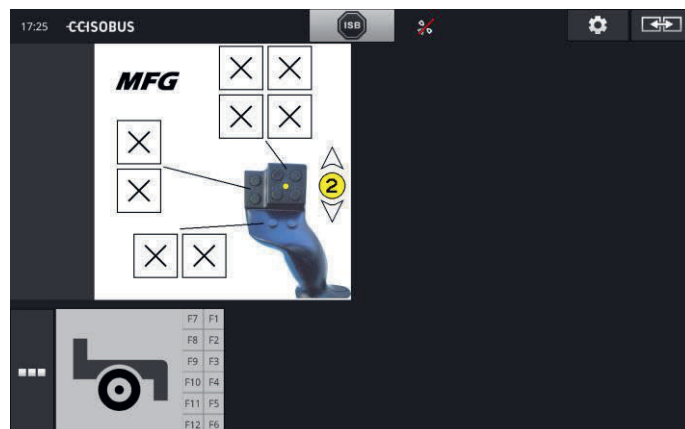 17:25 CCISOBUS
ISB
MFG
2
F7 F1
F8 F2
F9 F3
F10 F4
F11 F5
F12 F6